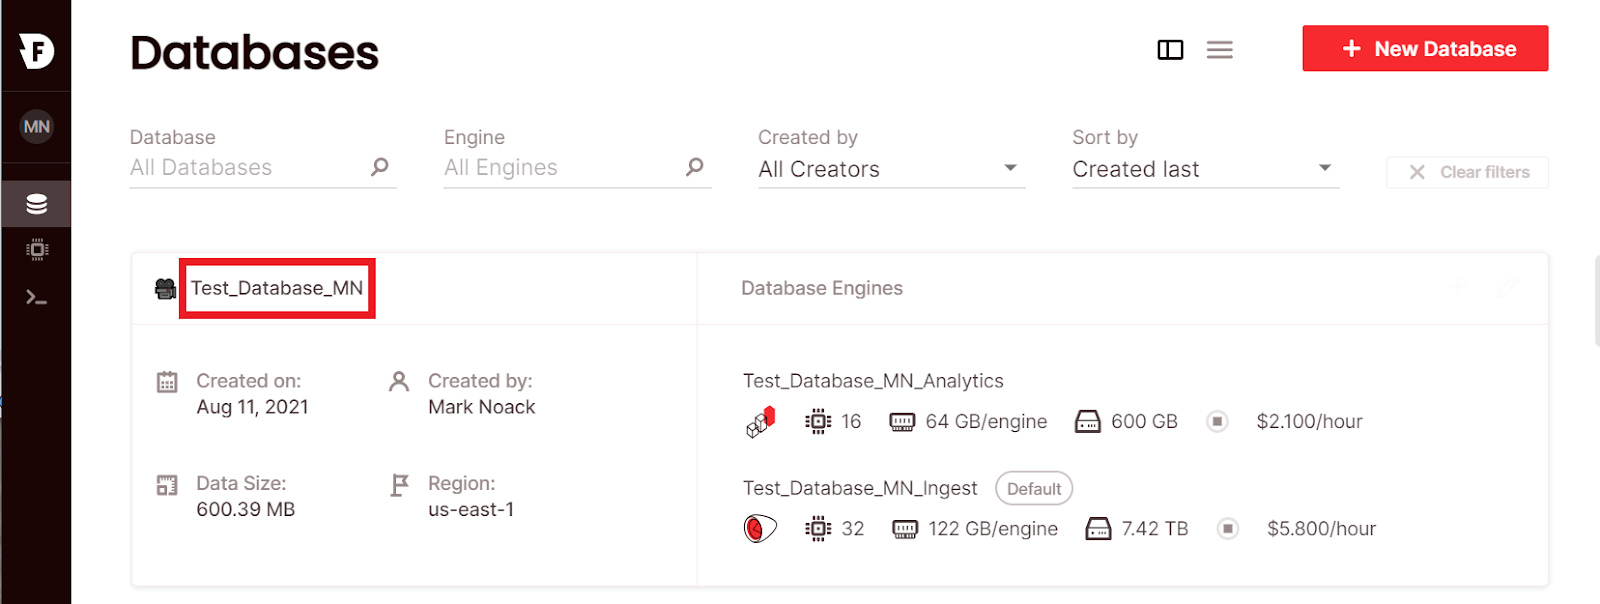 F
Databases
+ New Database
MN
Database
All Databases
Engine
All Engines
Created by
All Creators
Sort by
Created last
Clear filters
Test_Database_MN
Database Engines
Created on:
Aug 11, 2021
Created by:
Mark Noack
Data Size:
600.39 MB
Region:
us-east-1
Test_Database_MN_Analytics
16 64 GB/engine 600 GB $2.100/hour
Test_Database_MN_Ingest Default
32 122 GB/engine 7.42 TB $5.800/hour